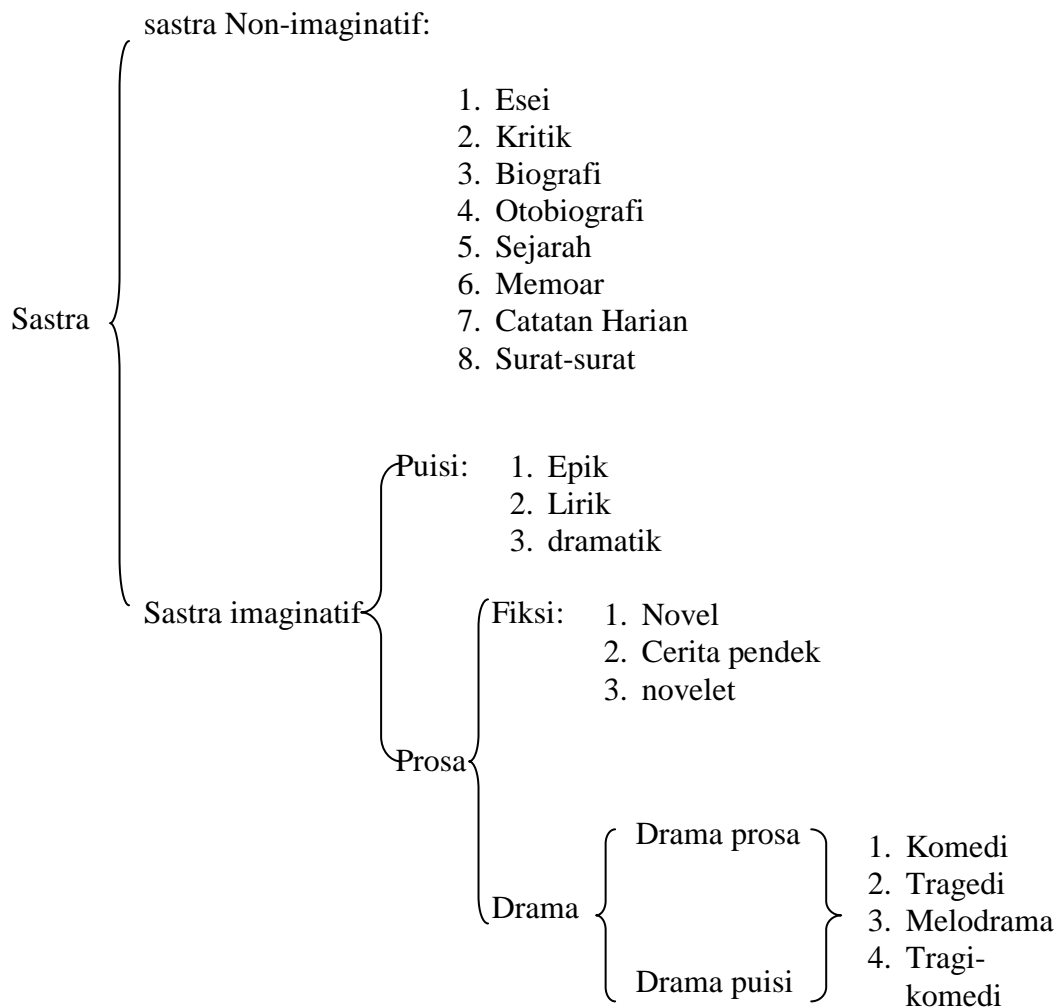 sastra Non-imaginatif:
1. Esei
2. Kritik
3. Biografi
4. Otobiografi
5. Sejarah
6. Memoar
7. Catatan Harian
8. Surat-surat
Sastra
Puisi:
1. Epik
2. Lirik
3. dramatik
Sastra imaginatif
Fiksi:
1. Novel
2. Cerita pendek
3. novelet
Prosa
Drama
Drama prosa
Drama puisi
1. Komedi
2. Tragedi
3. Melodrama
4. Tragi-
komedi